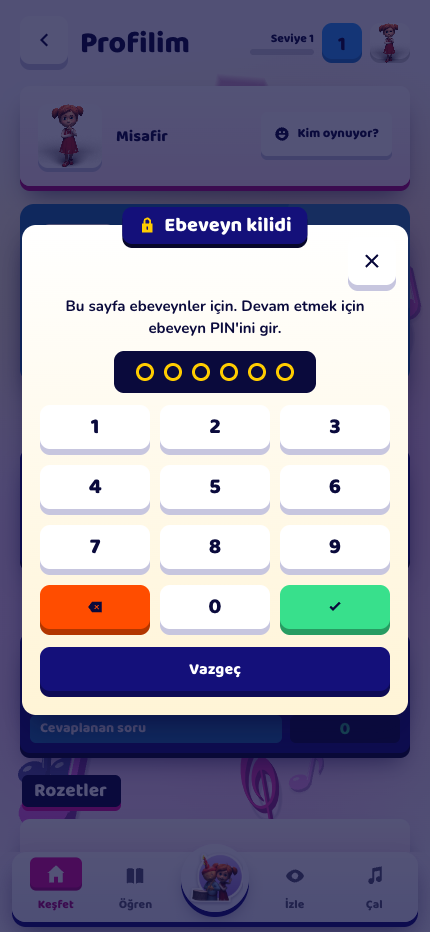 Profilim
Seviye 1
1
Misafir
Kim oynuyor?
Ebeveyn kilidi
Bu sayfa ebeveynler için. Devam etmek için
ebeveyn PIN'ini gir.
1 2 3
4 5 6
7 8 9
0
Vazgeç
Cevaplanan soru 0
Rozetler
Keşfet Öğren İzle Çal